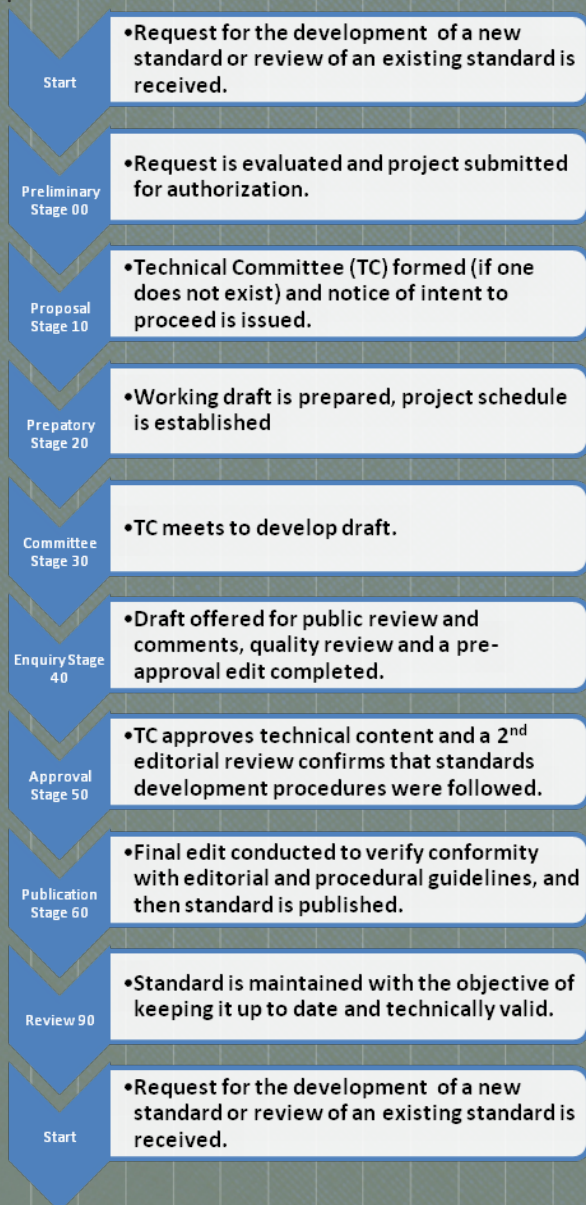 Start
•Request for the development of a new
standard or review of an existing standard is
received.
Preliminary
Stage 00
•Request is evaluated and project submitted
for authorization.
Proposal
Stage 10
•Technical Committee (TC) formed (if one
does not exist) and notice of intent to
proceed is issued.
Prepatory
Stage 20
•Working draft is prepared, project schedule
is established
Committee
Stage 30
•TC meets to develop draft.
Enquiry Stage
40
•Draft offered for public review and
comments, quality review and a pre-
approval edit completed.
Approval
Stage 50
•TC approves technical content and a 2nd
editorial review confirms that standards
development procedures were followed.
Publication
Stage 60
•Final edit conducted to verify conformity
with editorial and procedural guidelines, and
then standard is published.
Review 90
•Standard is maintained with the objective of
keeping it up to date and technically valid.
Start
•Request for the development of a new
standard or review of an existing standard is
received.